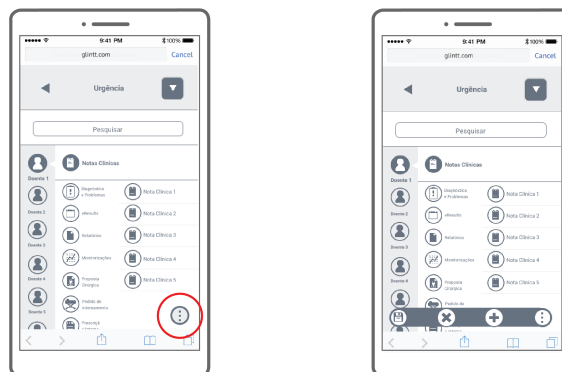 9:41 PM
100%
glintt.com
Cancel
Urgência
Pesquisar
Notas Clínicas
Doente 1
Diagnóstico
e Problemas
Nota Clínica 1
Doente 2
eResults
Nota Clínica 2
Relatórios
Nota Clínica 3
Doente 3
Monitorizações
Nota Clínica 4
Doente 4
Proposta
Cirúrgica
Nota Clínica 5
Pedido de
internamento
Doente 5
9:41 PM
100%
glintt.com
Cancel
Urgência
Pesquisar
Notas Clínicas
Doente 1
Diagnóstico
e Problemas
Nota Clínica 1
Doente 2
eResults
Nota Clínica 2
Relatórios
Nota Clínica 3
Doente 3
Monitorizações
Nota Clínica 4
Doente 4
Proposta
Cirúrgica
Nota Clínica 5
Pedido de